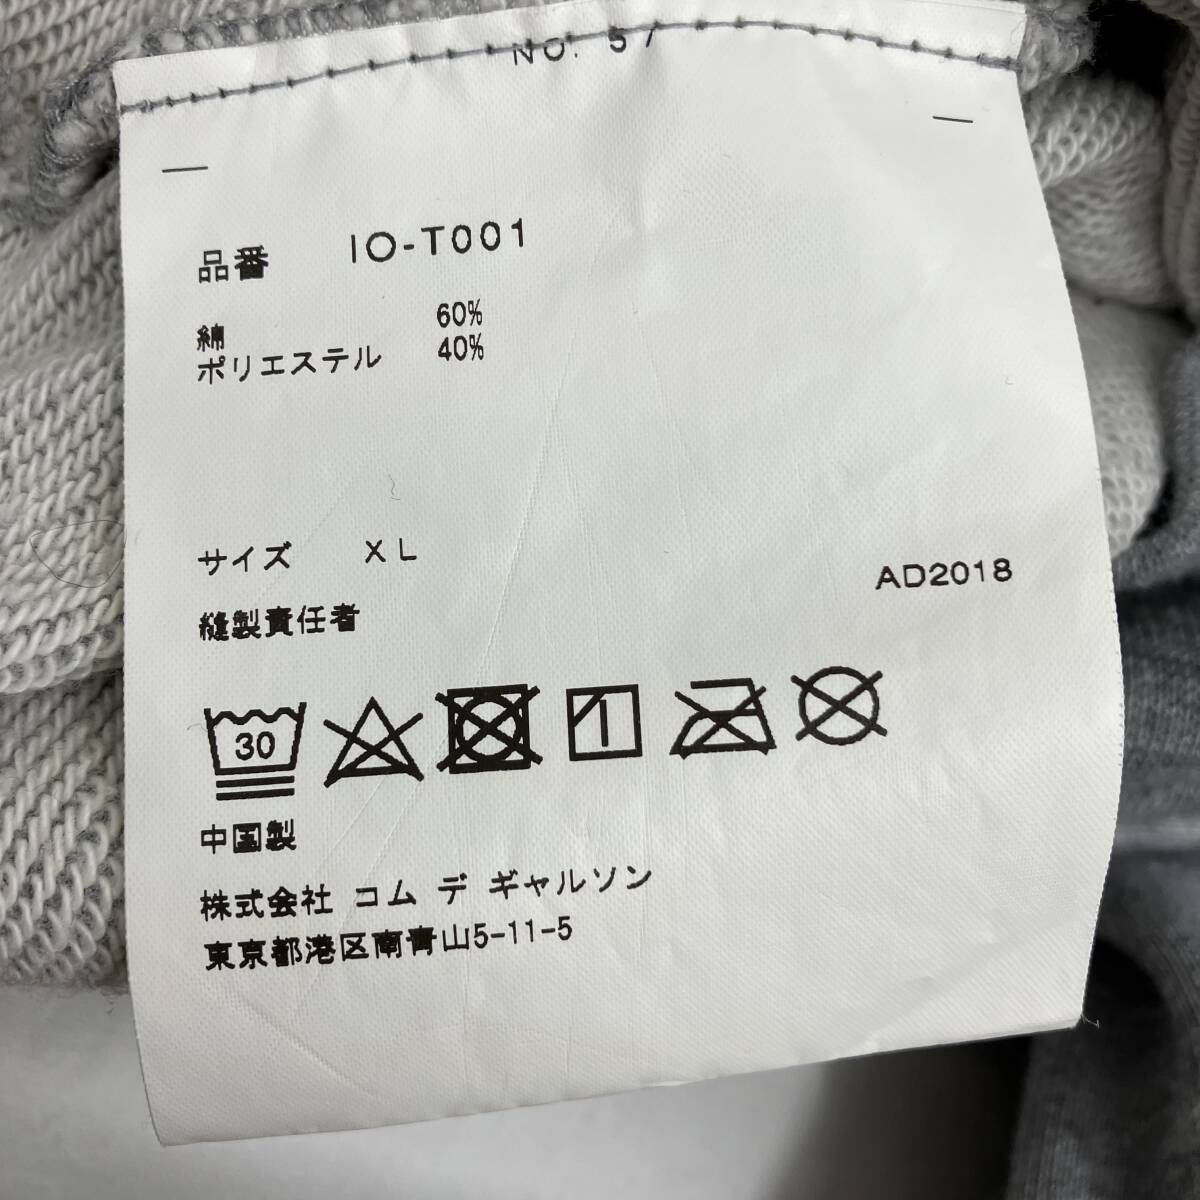 NO. 57
品番 IO-T001
綿 60%
ポリエステル 40%
サイズ XL
AD2018
縫製責任者
30
中国製
株式会社 コム デ ギャルソン
東京都港区南青山5-11-5